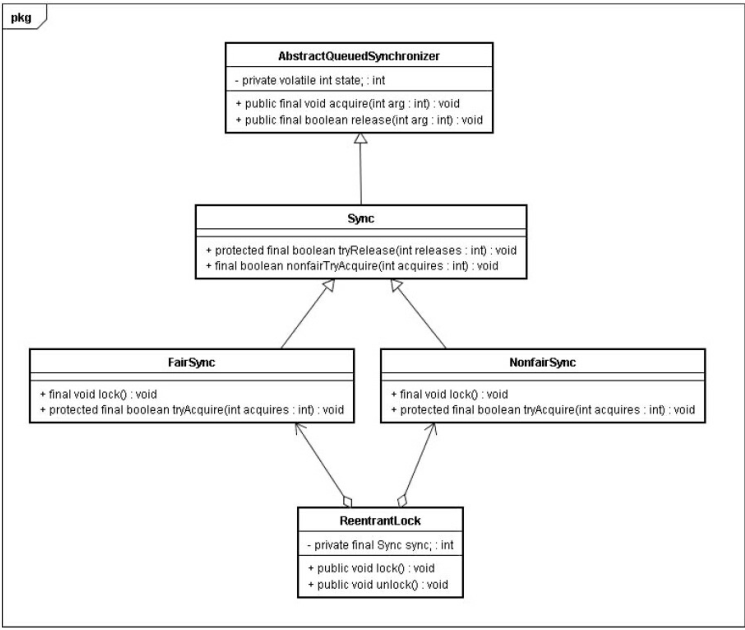 pkg
AbstractQueuedSynchronizer
- private volatile int state; : int
+ public final void acquire(int arg : int) : void
+ public final boolean release(int arg : int) : void
Sync
+ protected final boolean tryRelease(int releases : int) : void
+ final boolean nonfairTryAcquire(int acquires : int) : void
FairSync
+ final void lock() : void
+ protected final boolean tryAcquire(int acquires : int) : void
NonfairSync
+ final void lock() : void
+ protected final boolean tryAcquire(int acquires : int) : void
ReentrantLock
- private final Sync sync; : int
+ public void lock() : void
+ public void unlock() : void